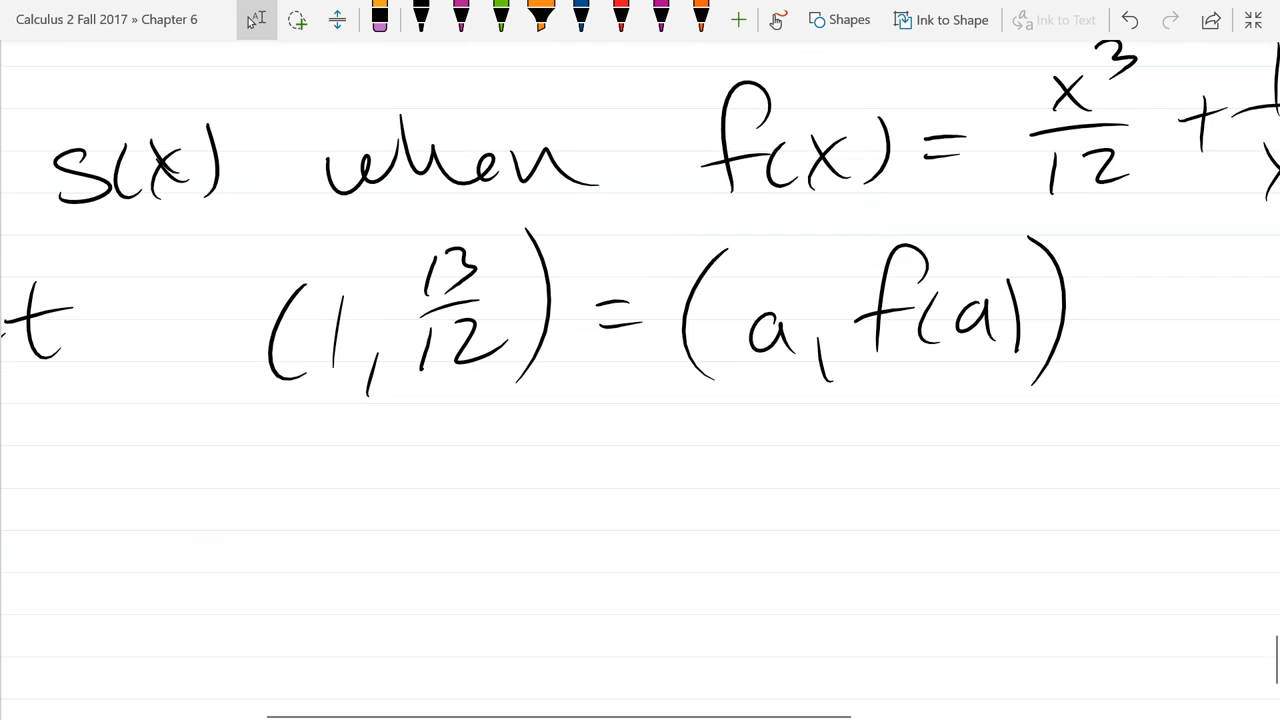 Calculus 2 Fall 2017 » Chapter 6 Shapes Ink to Shape Ink to Text
s(x) when f(x) = x³/12 + 1/x
t (1, 13/12) = (a, f(a))